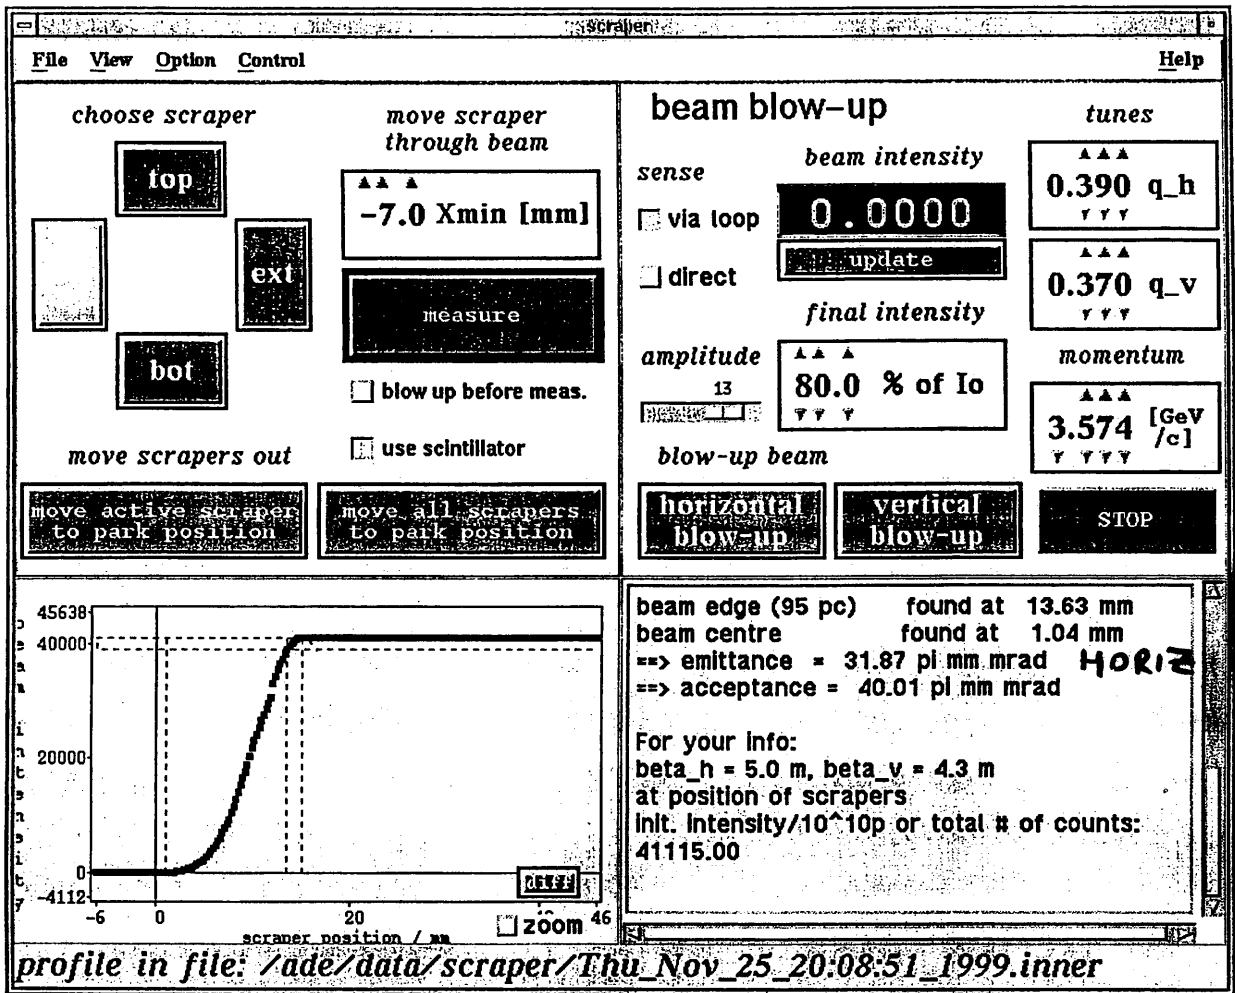 scraper
File View Option Control Help
choose scraper
top
ext
bot
move scraper
through beam
-7.0 Xmin [mm]
measure
blow up before meas.
use scintillator
move scrapers out
move active scraper
to park position
move all scrapers
to park position
beam blow-up
sense
via loop
direct
beam intensity
0.0000
update
final intensity
80.0 % of Io
amplitude
13
blow-up beam
horizontal
blow-up
vertical
blow-up
tunes
0.390 q_h
0.370 q_v
momentum
3.574 [GeV
/c]
STOP
45638
40000
20000
0
-4112
-6 0 20 46
scraper position / mm
diff
zoom
beam edge (95 pc) found at 13.63 mm
beam centre found at 1.04 mm
==> emittance = 31.87 pi mm mrad HORIZ
==> acceptance = 40.01 pi mm mrad
For your info:
beta_h = 5.0 m, beta_v = 4.3 m
at position of scrapers
Init. Intensity/10^10p or total # of counts:
41115.00
profile in file: /ade/data/scraper/Thu_Nov_25_20:08:51_1999.inner